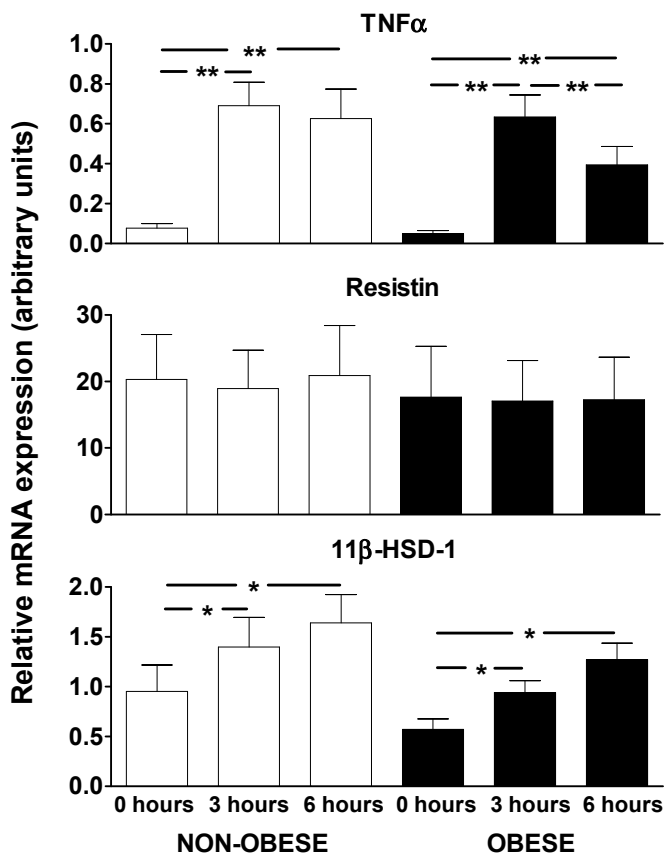 TNFα
1.0
0.8
0.6
0.4
0.2
0.0
** ** ** ** **
Resistin
30
20
10
0
11β-HSD-1
2.0
1.5
1.0
0.5
0.0
* * * *
0 hours 3 hours 6 hours 0 hours 3 hours 6 hours
NON-OBESE OBESE
Relative mRNA expression (arbitrary units)